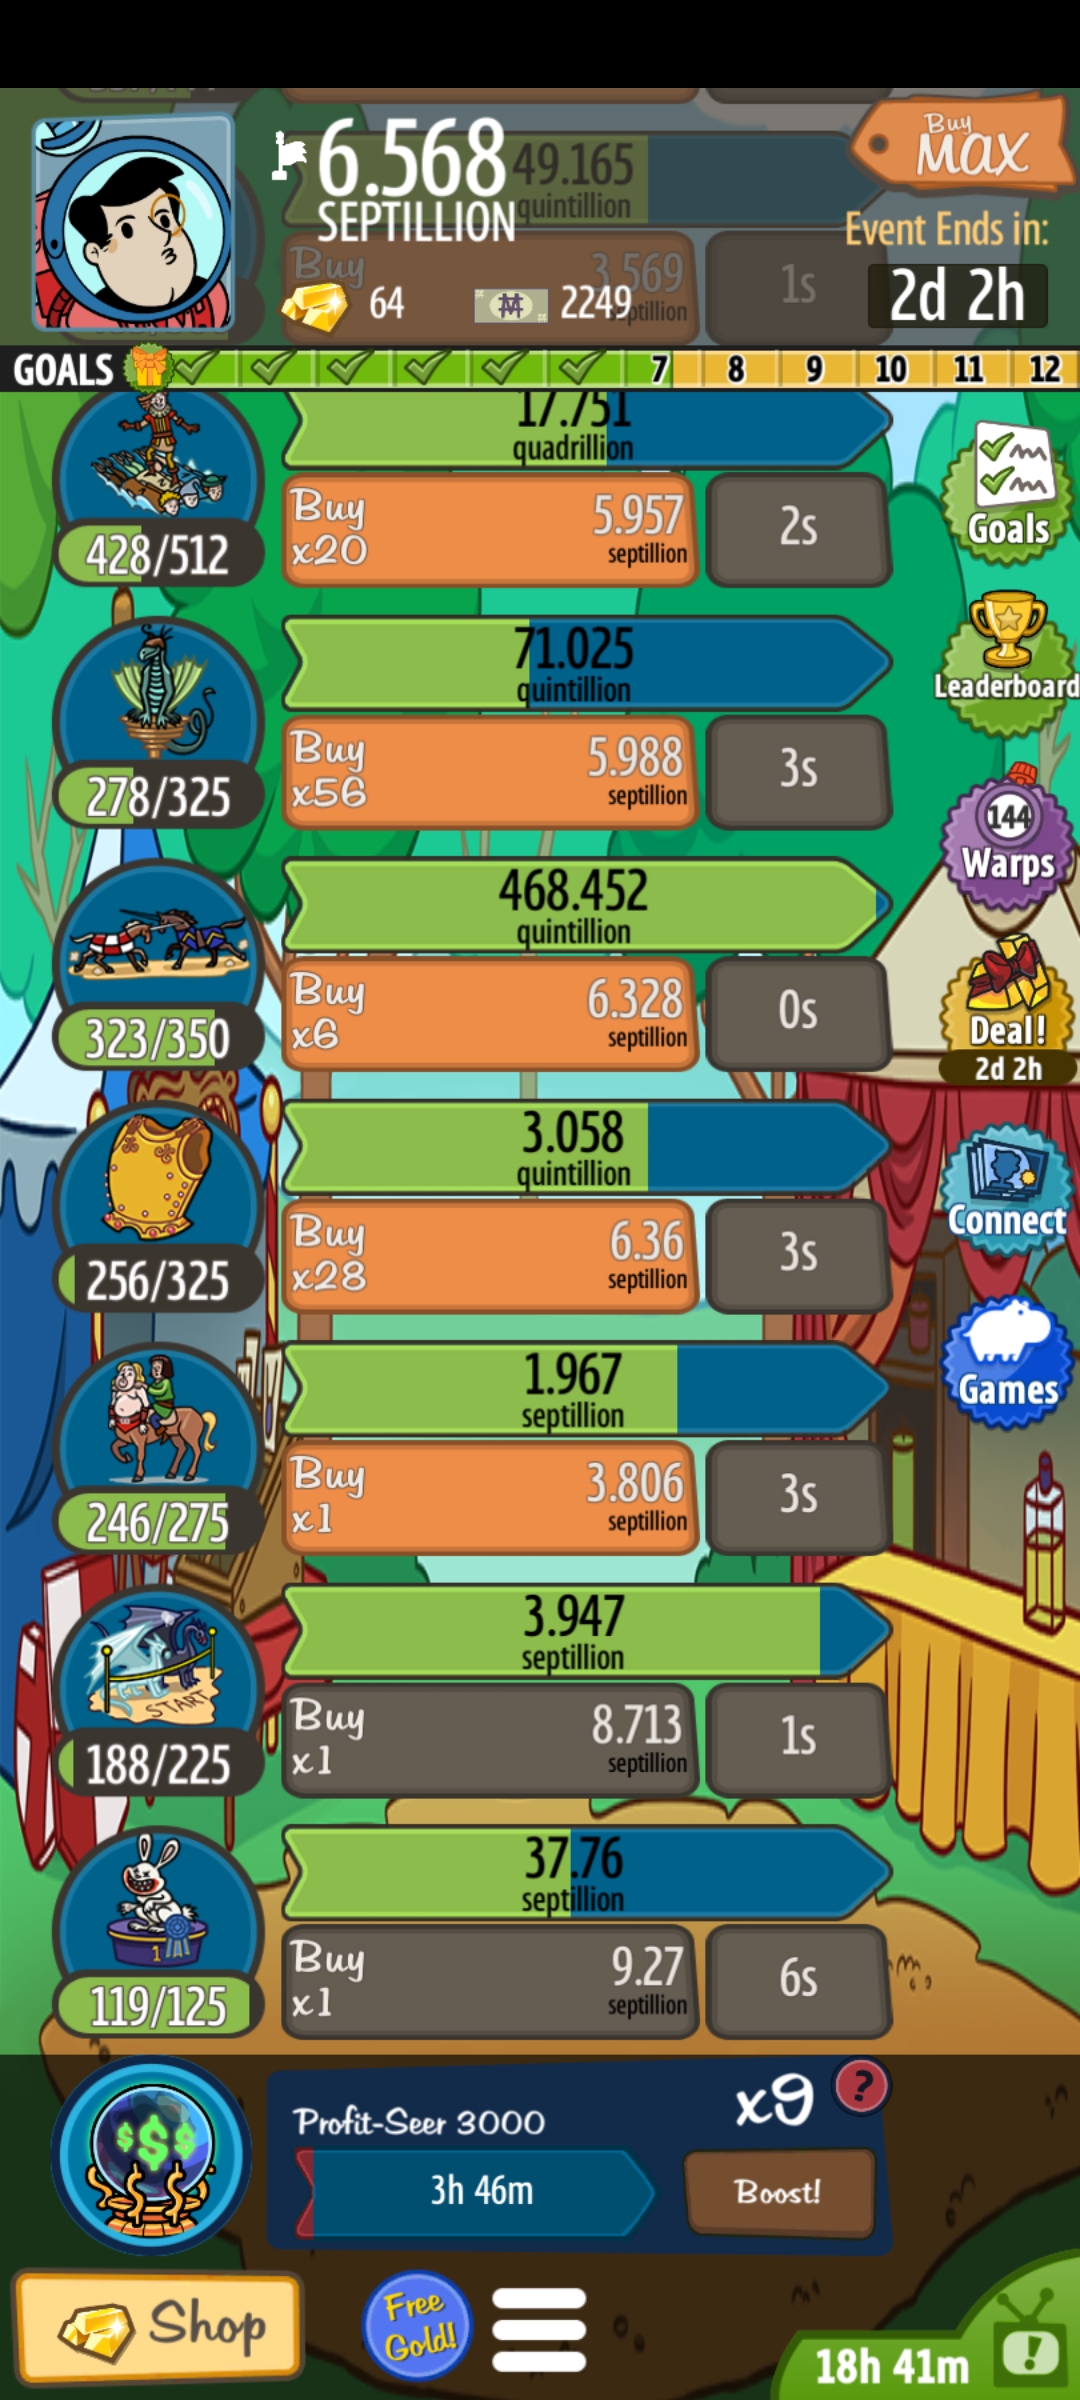 6.568
SEPTILLION
49.165
quintillion
Buy
MAX
Event Ends in:
2d 2h
Buy
3.569
septillion
1s
64
2249
GOALS
7 8 9 10 11 12
17.751
quadrillion
428/512
Buy
x20
5.957
septillion
2s
Goals
Leaderboard
71.025
quintillion
278/325
Buy
x56
5.988
septillion
3s
144
Warps
468.452
quintillion
323/350
Buy
x6
6.328
septillion
0s
Deal!
2d 2h
3.058
quintillion
256/325
Buy
x28
6.36
septillion
3s
Connect
1.967
septillion
246/275
Buy
x1
3.806
septillion
3s
Games
3.947
septillion
START
188/225
Buy
x1
8.713
septillion
1s
37.76
septillion
1
119/125
Buy
x1
9.27
septillion
6s
$$$
Profit-Seer 3000
x9
?
3h 46m
Boost!
Shop
Free
Gold!
18h 41m
!